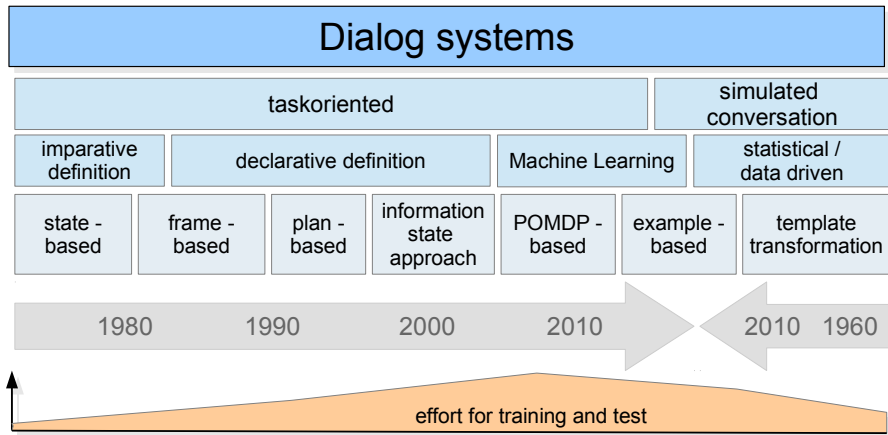 Dialog systems
taskoriented
simulated
conversation
imparative
definition
declarative definition
Machine Learning
statistical /
data driven
state -
based
frame -
based
plan -
based
information
state
approach
POMDP -
based
example -
based
template
transformation
1980
1990
2000
2010
2010
1960
effort for training and test